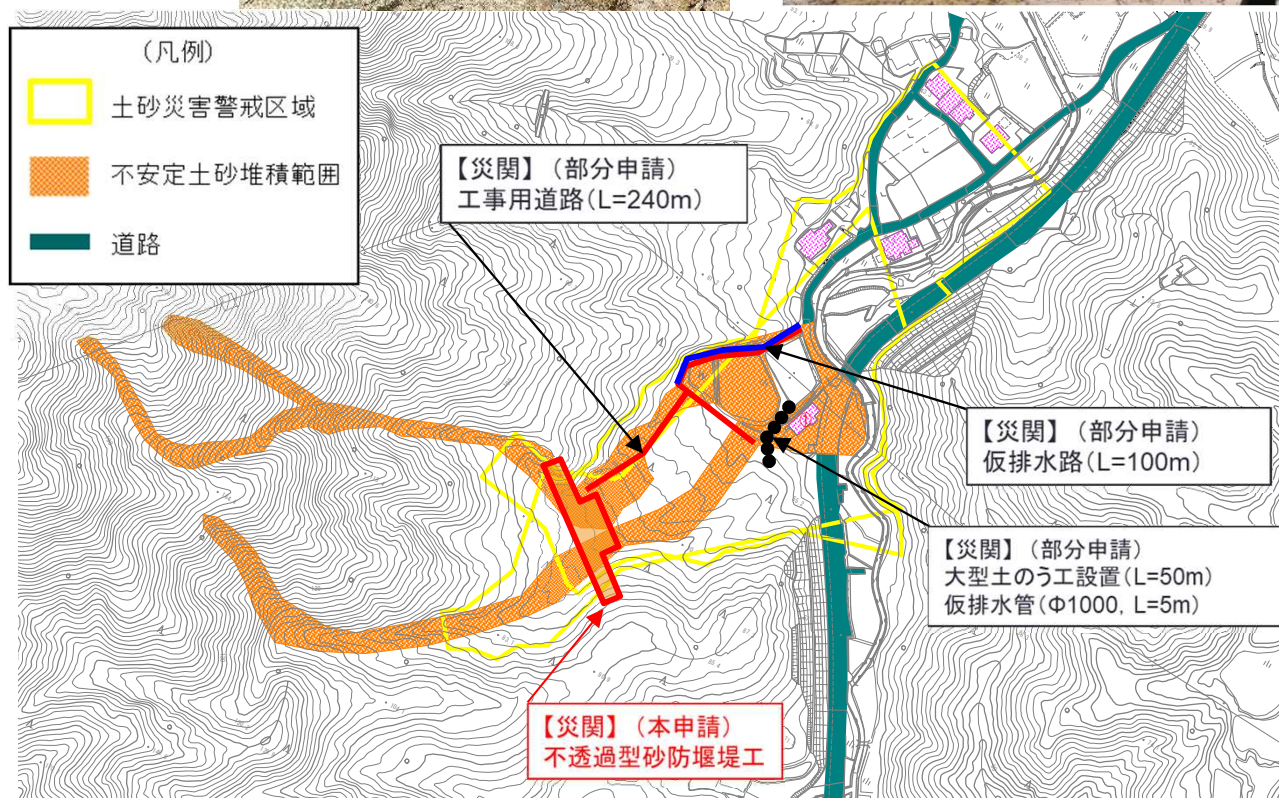 (凡例)
土砂災害警戒区域
不安定土砂堆積範囲
道路
【災関】(部分申請)
工事用道路(L=240m)
【災関】(部分申請)
仮排水路(L=100m)
【災関】(部分申請)
大型土のう工設置(L=50m)
仮排水管(Φ1000, L=5m)
【災関】(本申請)
不透過型砂防堰堤工